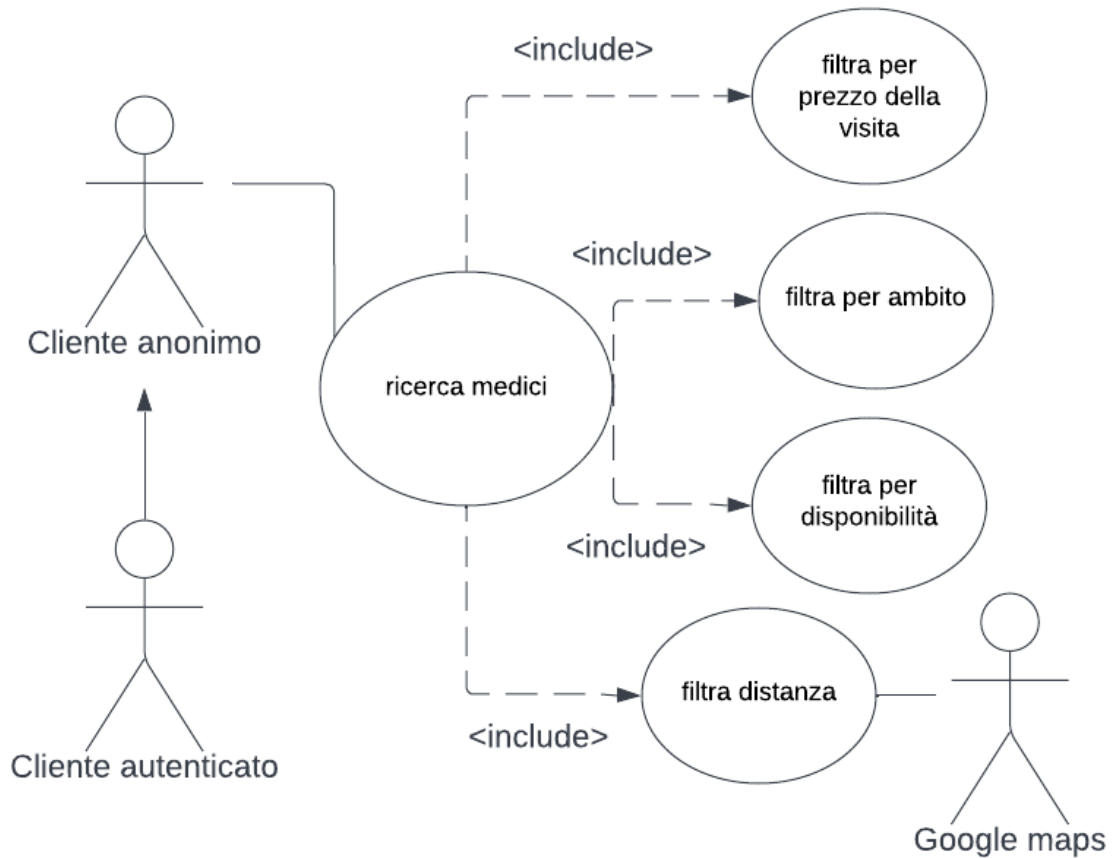 <include>
filtra per
prezzo della
visita
Cliente anonimo
<include>
filtra per ambito
ricerca medici
filtra per
disponibilità
<include>
filtra distanza
<include>
Cliente autenticato
Google maps